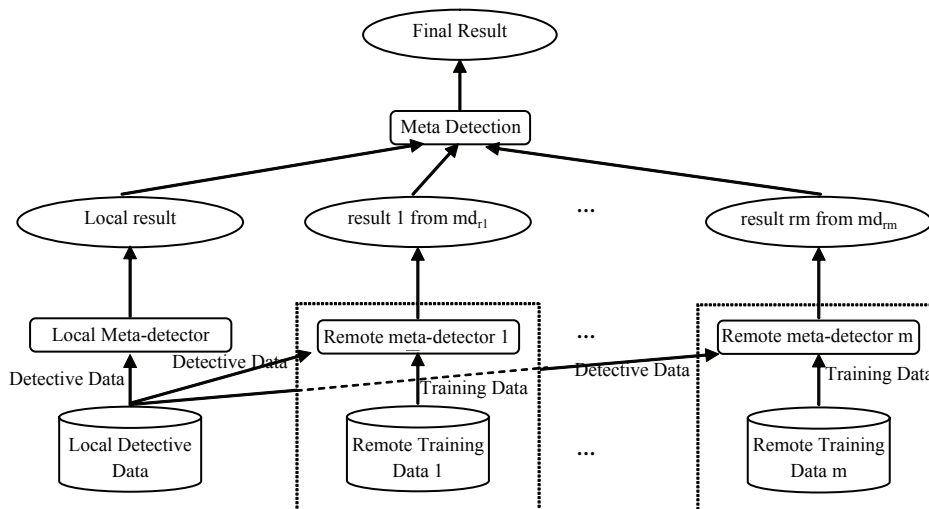 Final Result
Meta Detection
Local result
result 1 from md_r1
...
result rm from md_rm
Local Meta-detector
Remote meta-detector 1
...
Remote meta-detector m
Detective Data
Detective Data
Training Data
Detective Data
Training Data
Local Detective
Data
Remote Training
Data 1
...
Remote Training
Data m